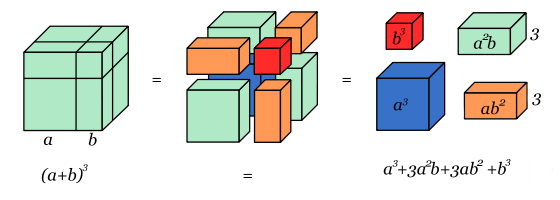 b³
a²b 3
= =
a³
ab² 3
a b
(a+b)³ = a³+3a²b+3ab² +b³